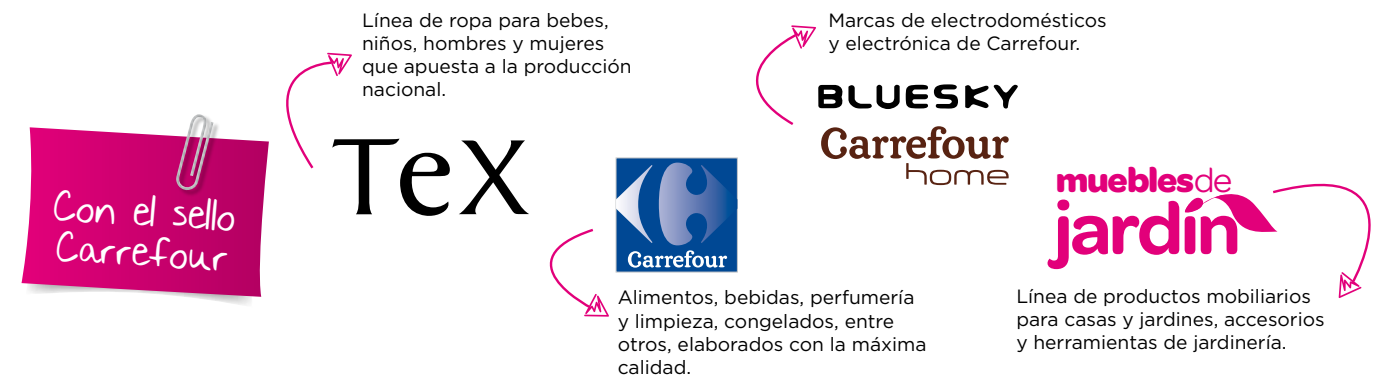 Con el sello
Carrefour
Línea de ropa para bebes,
niños, hombres y mujeres
que apuesta a la producción
nacional.
TeX
Carrefour
Alimentos, bebidas, perfumería
y limpieza, congelados, entre
otros, elaborados con la máxima
calidad.
Marcas de electrodomésticos
y electrónica de Carrefour.
BLUESKY
Carrefour
home
mueblesde
jardín
Línea de productos mobiliarios
para casas y jardines, accesorios
y herramientas de jardinería.